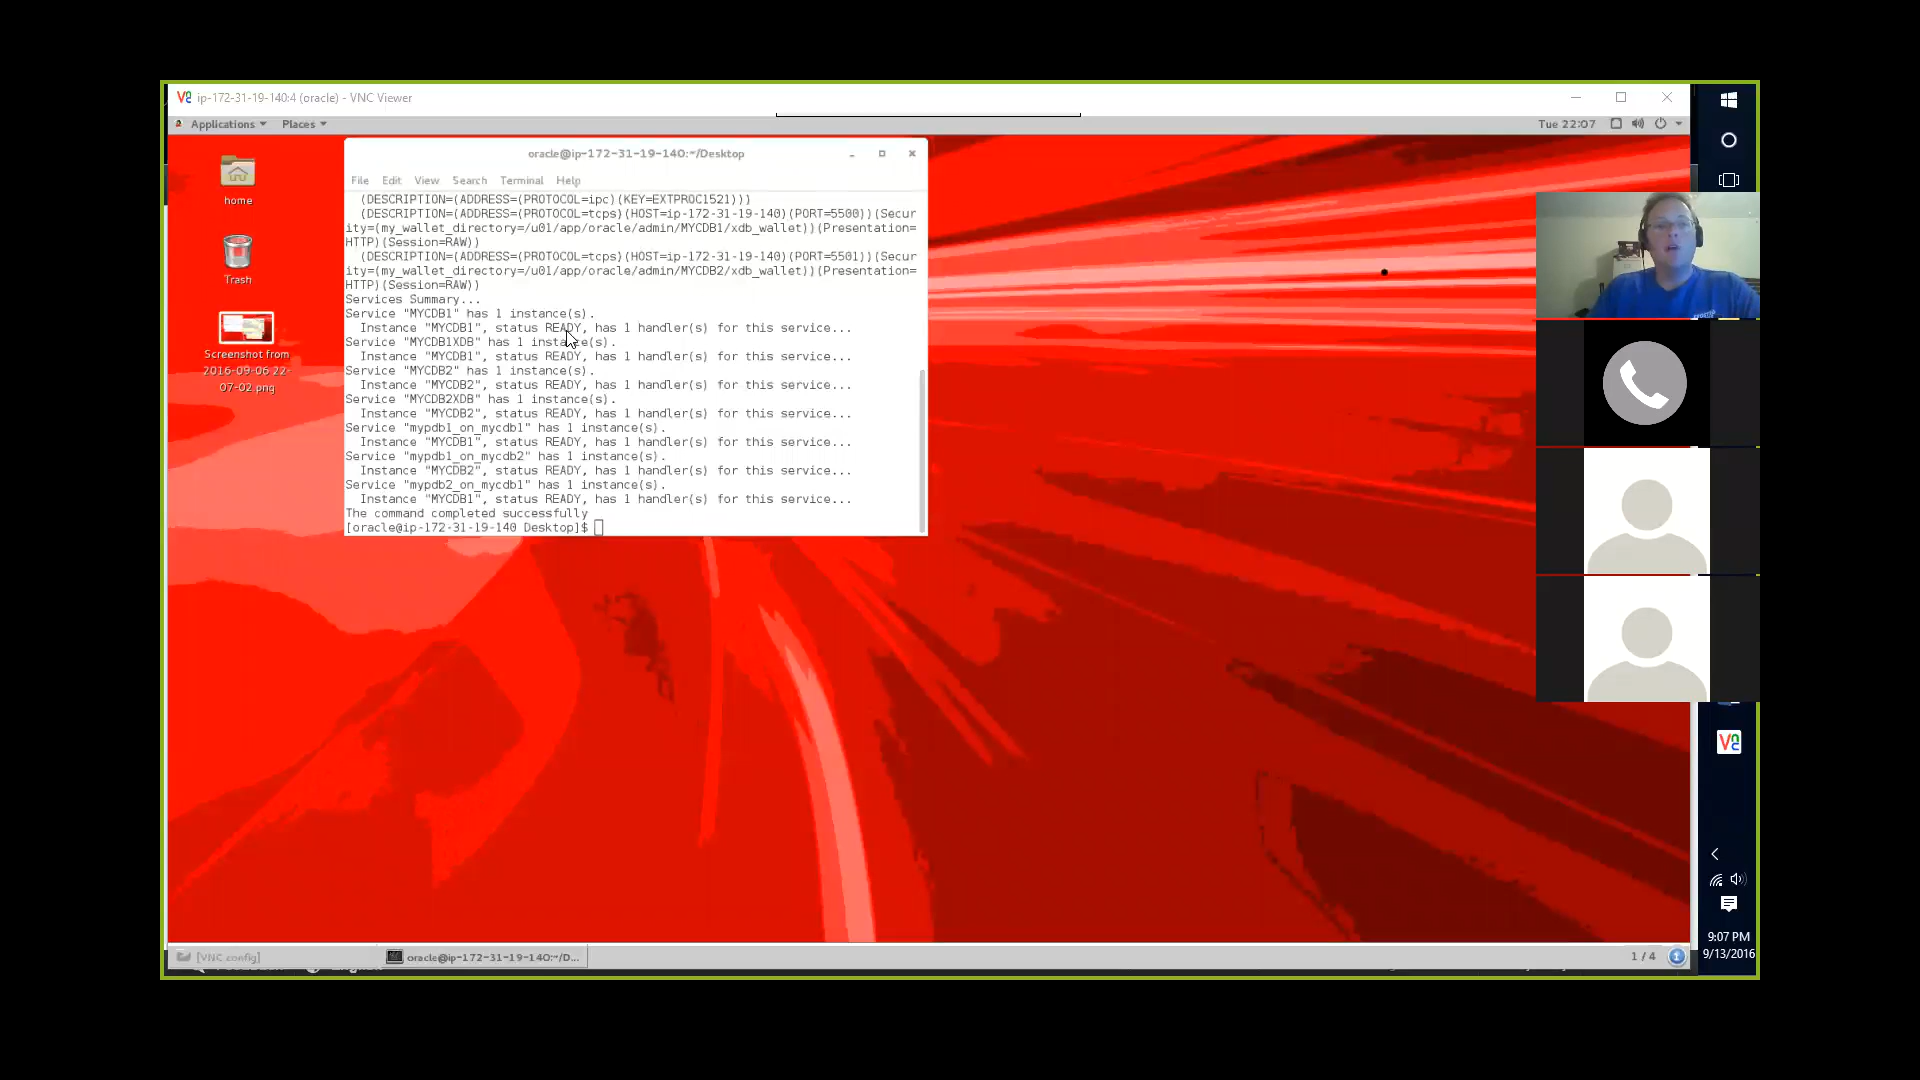 ip-172-31-19-140:4 (oracle) - VNC Viewer
Applications Places Tue 22:07
oracle@ip-172-31-19-140:~/Desktop
File Edit View Search Terminal Help
(DESCRIPTION=(ADDRESS=(PROTOCOL=ipc)(KEY=EXTPROC1521)))
(DESCRIPTION=(ADDRESS=(PROTOCOL=tcps)(HOST=ip-172-31-19-140)(PORT=5500))(Secur
ity=(my_wallet_directory=/u01/app/oracle/admin/MYCDB1/xdb_wallet))(Presentation=
HTTP)(Session=RAW))
(DESCRIPTION=(ADDRESS=(PROTOCOL=tcps)(HOST=ip-172-31-19-140)(PORT=5501))(Secur
ity=(my_wallet_directory=/u01/app/oracle/admin/MYCDB2/xdb_wallet))(Presentation=
HTTP)(Session=RAW))
Services Summary...
Service "MYCDB1" has 1 instance(s).
Instance "MYCDB1", status READY, has 1 handler(s) for this service...
Service "MYCDB1XDB" has 1 instance(s).
Instance "MYCDB1", status READY, has 1 handler(s) for this service...
Service "MYCDB2" has 1 instance(s).
Instance "MYCDB2", status READY, has 1 handler(s) for this service...
Service "MYCDB2XDB" has 1 instance(s).
Instance "MYCDB2", status READY, has 1 handler(s) for this service...
Service "mypdb1_on_mycdb1" has 1 instance(s).
Instance "MYCDB1", status READY, has 1 handler(s) for this service...
Service "mypdb1_on_mycdb2" has 1 instance(s).
Instance "MYCDB2", status READY, has 1 handler(s) for this service...
Service "mypdb2_on_mycdb1" has 1 instance(s).
Instance "MYCDB1", status READY, has 1 handler(s) for this service...
The command completed successfully
[oracle@ip-172-31-19-140 Desktop]$
home
Trash
Screenshot from
2016-09-06 22-
07-02.png
[VNC config]
oracle@ip-172-31-19-140:~/D...
1 / 4
9:07 PM
9/13/2016